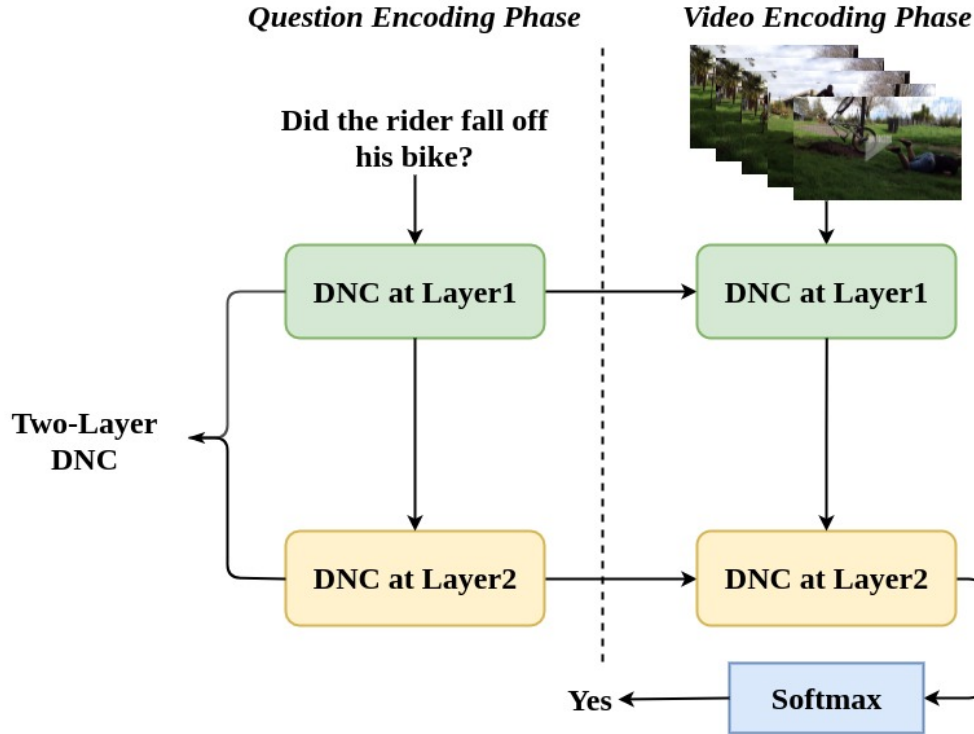 Question Encoding Phase
Video Encoding Phase
Did the rider fall off
his bike?
DNC at Layer1
DNC at Layer1
Two-Layer
DNC
DNC at Layer2
DNC at Layer2
Softmax
Yes